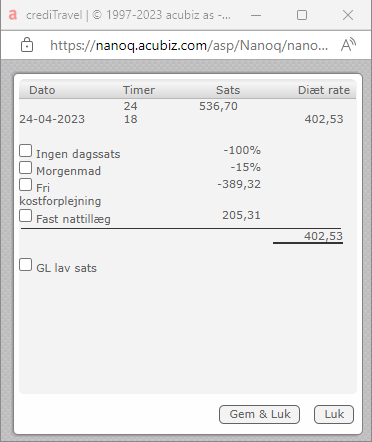 a crediTravel | © 1997-2023 acubiz as -...
https://nanoq.acubiz.com/asp/Nanoq/nano... A
Dato Timer Sats Diæt rate
24 536,70
24-04-2023 18 402,53
Ingen dagssats -100%
Morgenmad -15%
Fri -389,32
kostforplejning
Fast nattillæg 205,31
402,53
GL lav sats
Gem & Luk Luk